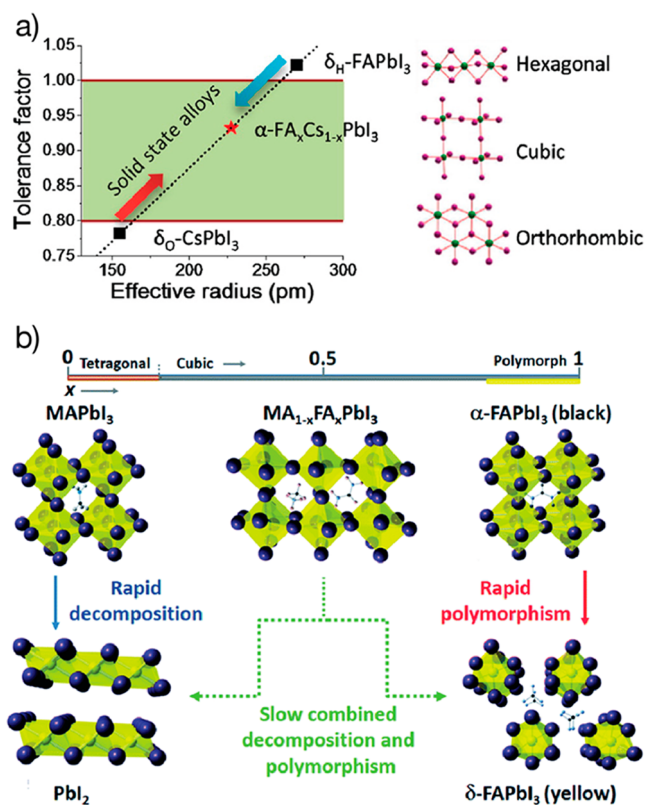 a)
1.05
1.00
0.95
0.90
0.85
0.80
0.75
Tolerance factor
150
200
250
300
Effective radius (pm)
Solid state alloys
δH-FAPbI3
α-FAxCs1-xPbI3
δO-CsPbI3
Hexagonal
Cubic
Orthorhombic
b)
0
0.5
1
Tetragonal
Cubic
Polymorph
x
MAPbI3
MA1-xFAxPbI3
α-FAPbI3 (black)
Rapid
decomposition
Rapid
polymorphism
Slow combined
decomposition and
polymorphism
PbI2
δ-FAPbI3 (yellow)